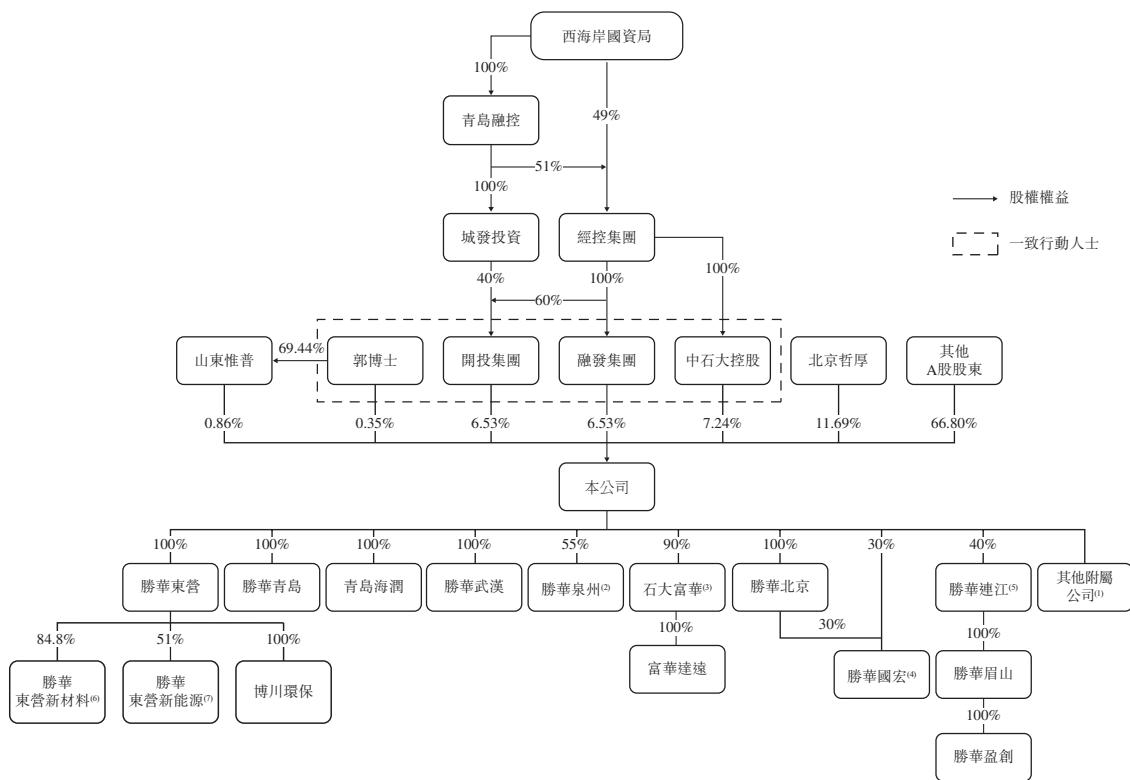 西海岸國資局
100%
青島融控
49%
51%
100%
股權權益
城發投資
經控集團
一致行動人士
40%
100%
100%
60%
山東惟普
69.44%
郭博士
開投集團
融發集團
中石大控股
北京哲厚
其他
A股股東
0.86%
0.35%
6.53%
6.53%
7.24%
11.69%
66.80%
本公司
100%
100%
100%
100%
55%
90%
100%
30%
40%
勝華東營
勝華青島
青島海潤
勝華武漢
勝華泉州(2)
石大富華(3)
勝華北京
勝華連江(5)
其他附屬
公司(1)
84.8%
51%
100%
100%
30%
100%
勝華
東營新材料(6)
勝華
東營新能源(7)
博川環保
富華達遠
勝華國宏(4)
勝華眉山
100%
勝華盈創